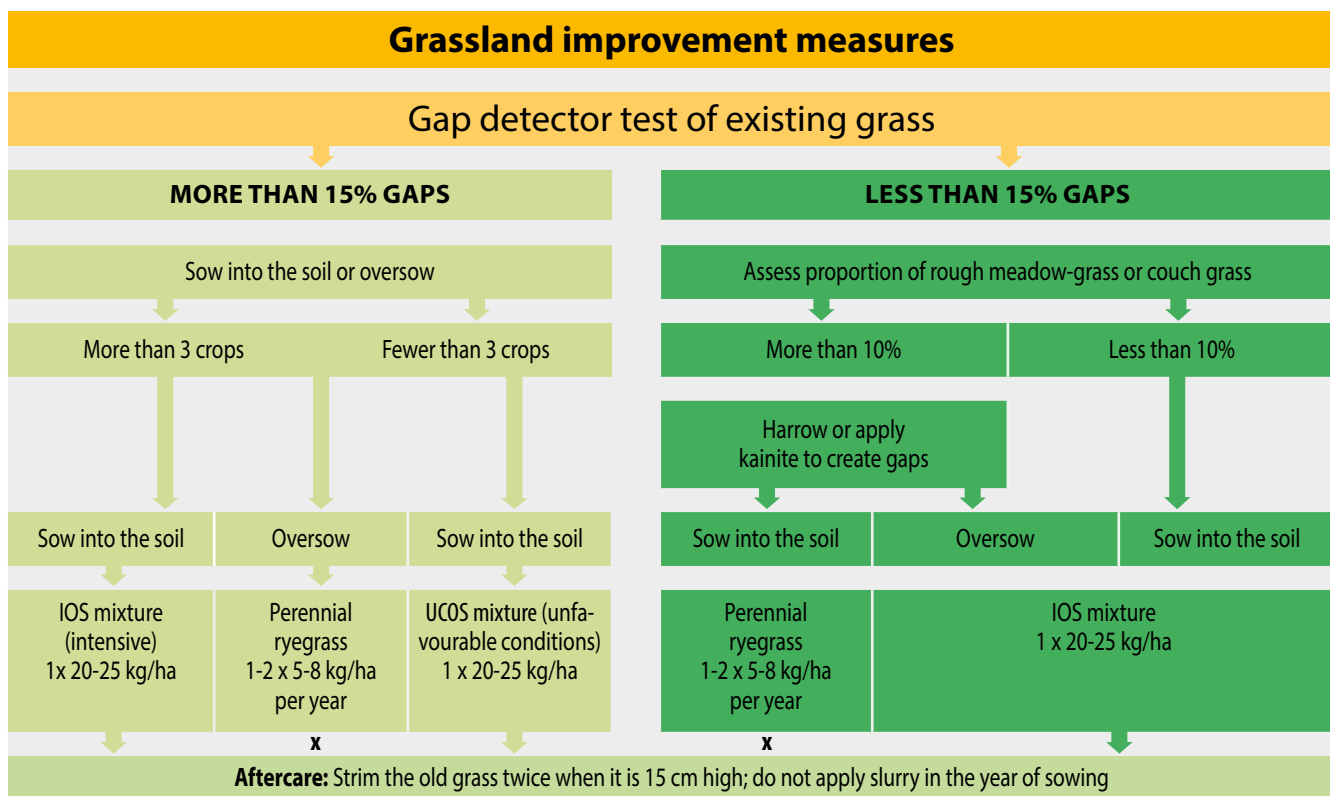 Grassland improvement measures
Gap detector test of existing grass
MORE THAN 15% GAPS
LESS THAN 15% GAPS
Sow into the soil or oversow
Assess proportion of rough meadow-grass or couch grass
More than 3 crops
Fewer than 3 crops
More than 10%
Less than 10%
Harrow or apply
kainite to create gaps
Sow into the soil
Oversow
Sow into the soil
Sow into the soil
Oversow
Sow into the soil
IOS mixture
(intensive)
1x 20-25 kg/ha
Perennial
ryegrass
1-2 x 5-8 kg/ha
per year
UCOS mixture (unfa-
vourable conditions)
1 x 20-25 kg/ha
Perennial
ryegrass
1-2 x 5-8 kg/ha
per year
IOS mixture
1 x 20-25 kg/ha
x
x
Aftercare: Strim the old grass twice when it is 15 cm high; do not apply slurry in the year of sowing